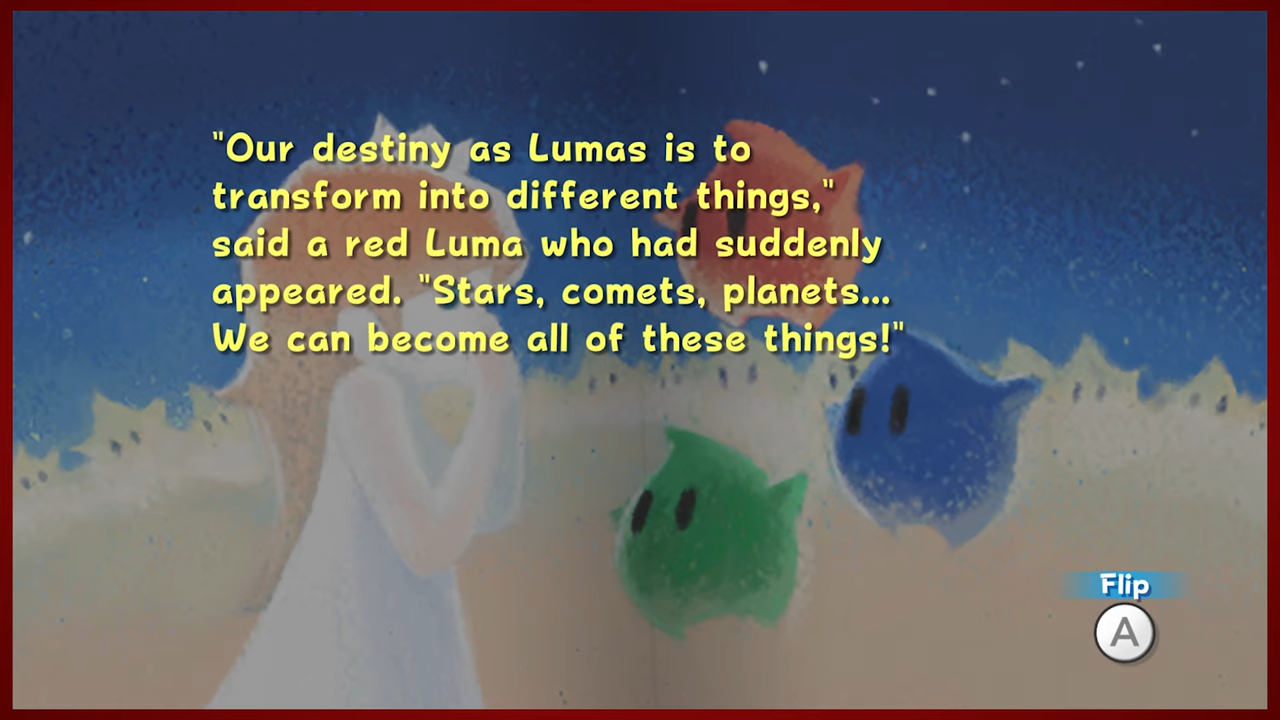 "Our destiny as Lumas is to
transform into different things,"
said a red Luma who had suddenly
appeared. "Stars, comets, planets...
We can become all of these things!"
Flip
A